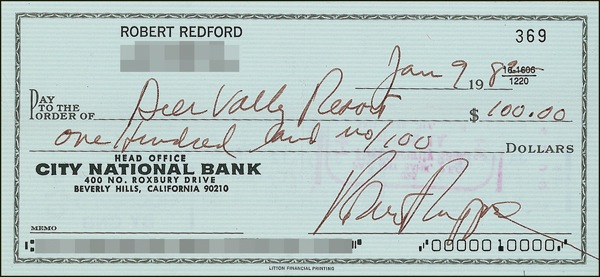 ROBERT REDFORD
369
Jan 9 1982
16-1606
1220
PAY TO THE ORDER OF Deer Vally Resort $ 100.00
One Hundred and no/100 DOLLARS
HEAD OFFICE
CITY NATIONAL BANK
400 NO. ROXBURY DRIVE
BEVERLY HILLS, CALIFORNIA 90210
MEMO
0000010000
LITTON FINANCIAL PRINTING